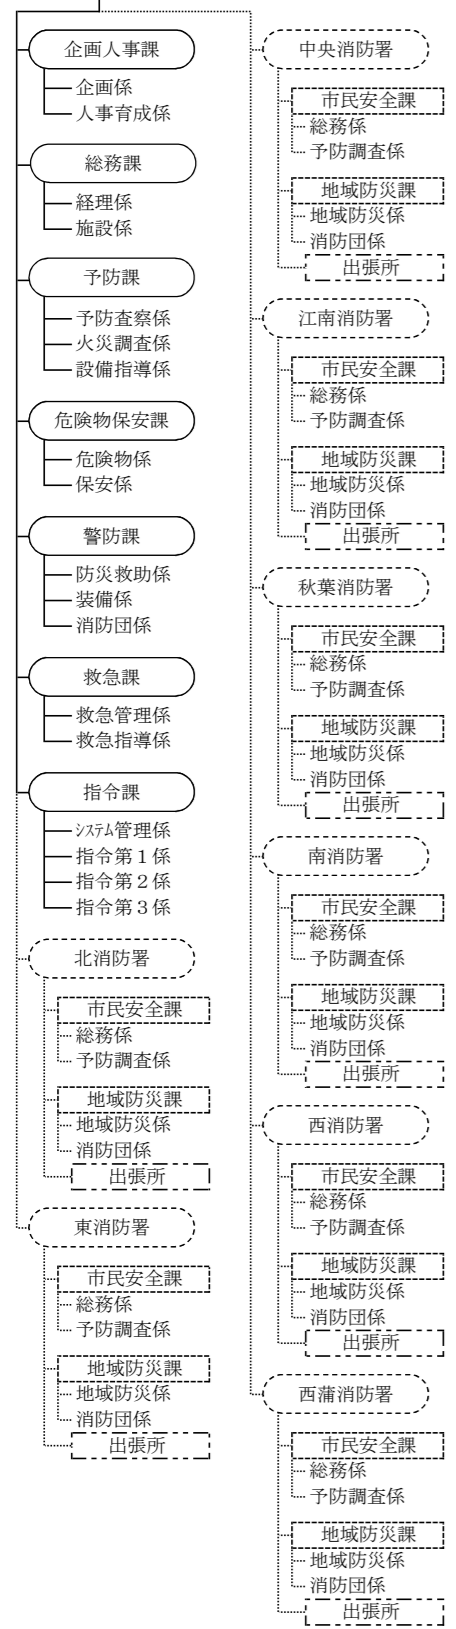 企画人事課
企画係
人事育成係
総務課
経理係
施設係
予防課
予防査察係
火災調査係
設備指導係
危険物保安課
危険物係
保安係
警防課
防災救助係
装備係
消防団係
救急課
救急管理係
救急指導係
指令課
ｼｽﾃﾑ管理係
指令第１係
指令第２係
指令第３係
北消防署
市民安全課
総務係
予防調査係
地域防災課
地域防災係
消防団係
出張所
東消防署
市民安全課
総務係
予防調査係
地域防災課
地域防災係
消防団係
出張所
中央消防署
市民安全課
総務係
予防調査係
地域防災課
地域防災係
消防団係
出張所
江南消防署
市民安全課
総務係
予防調査係
地域防災課
地域防災係
消防団係
出張所
秋葉消防署
市民安全課
総務係
予防調査係
地域防災課
地域防災係
消防団係
出張所
南消防署
市民安全課
総務係
予防調査係
地域防災課
地域防災係
消防団係
出張所
西消防署
市民安全課
総務係
予防調査係
地域防災課
地域防災係
消防団係
出張所
西蒲消防署
市民安全課
総務係
予防調査係
地域防災課
地域防災係
消防団係
出張所